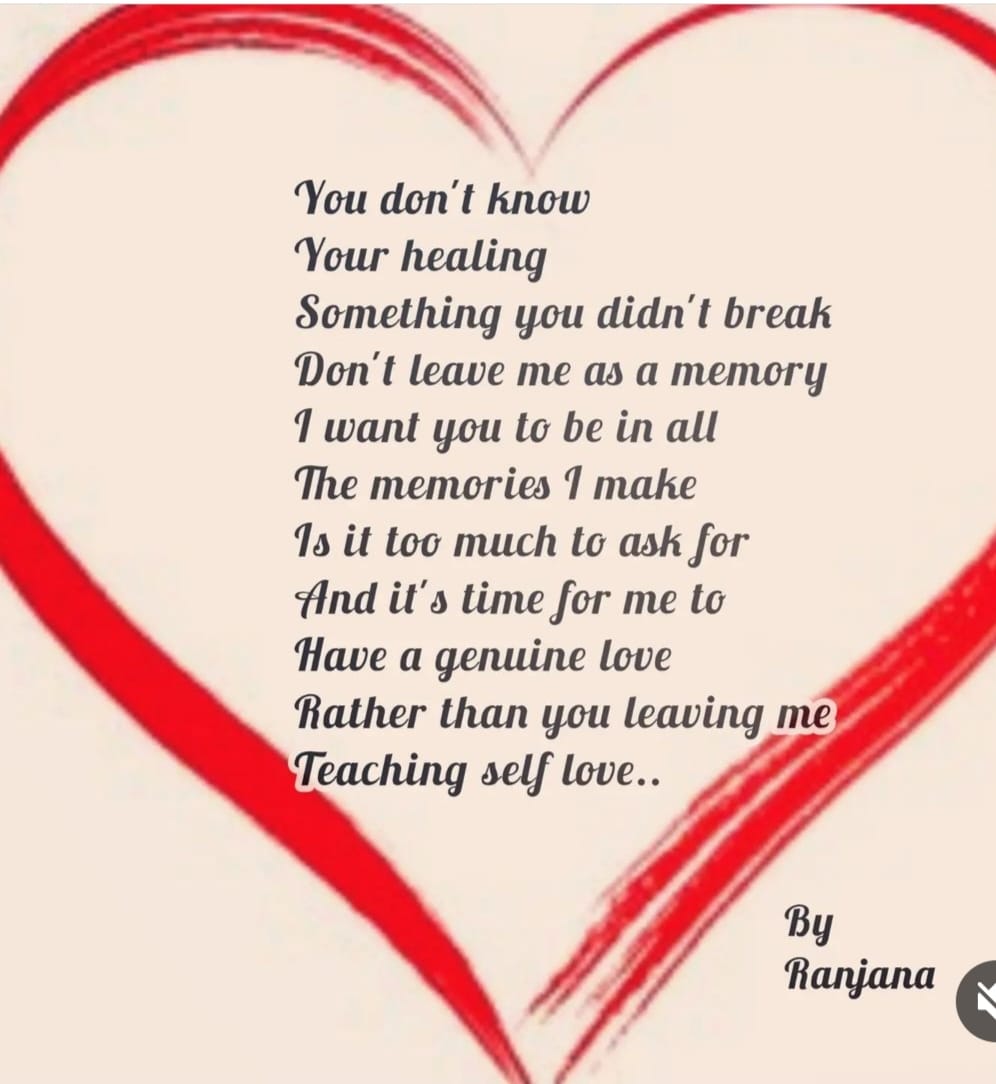 You don't know
Your healing
Something you didn't break
Don't leave me as a memory
I want you to be in all
The memories I make
Is it too much to ask for
And it's time for me to
Have a genuine love
Rather than you leaving me
Teaching self love..
By
Ranjana